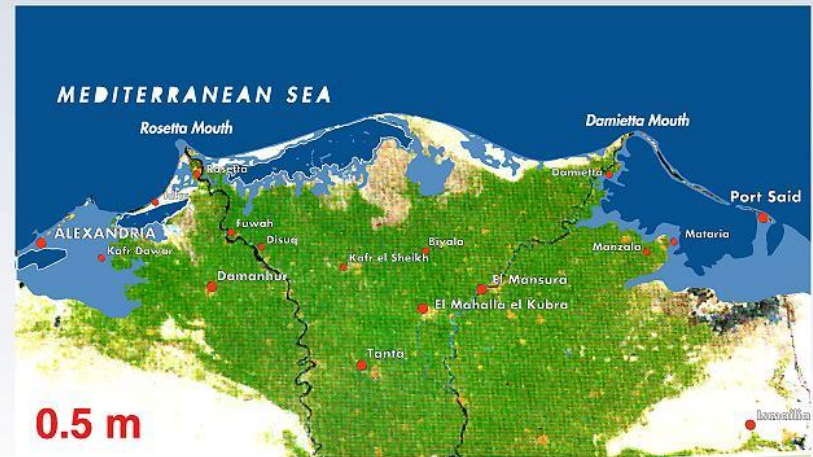 MEDITERRANEAN SEA
Rosetta Mouth
Damietta Mouth
Rosetta
Damietta
Port Said
ALEXANDRIA
Fuwah
Disuq
Biyala
Mataria
Kafr Dawar
Kafr el Sheikh
Manzala
Damanhur
El Mansura
El Mahalla el Kubra
Tanta
0.5 m
Ismailia